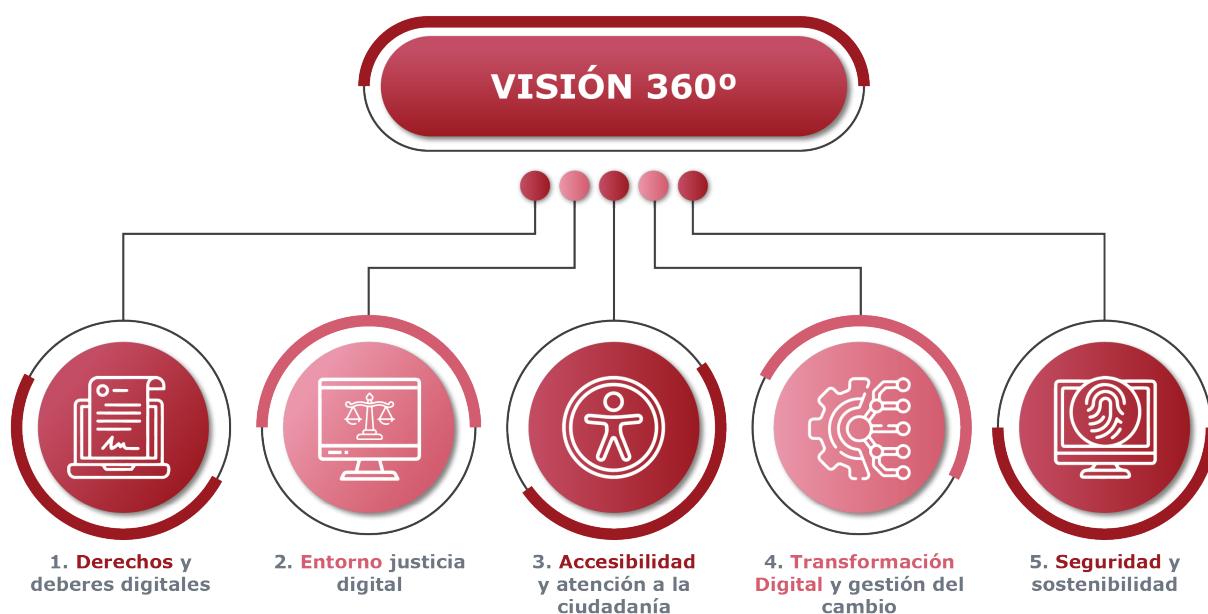 VISIÓN 360º
1. Derechos y
deberes digitales
2. Entorno justicia
digital
3. Accesibilidad
y atención a la
ciudadanía
4. Transformación
Digital y gestión del
cambio
5. Seguridad y
sostenibilidad